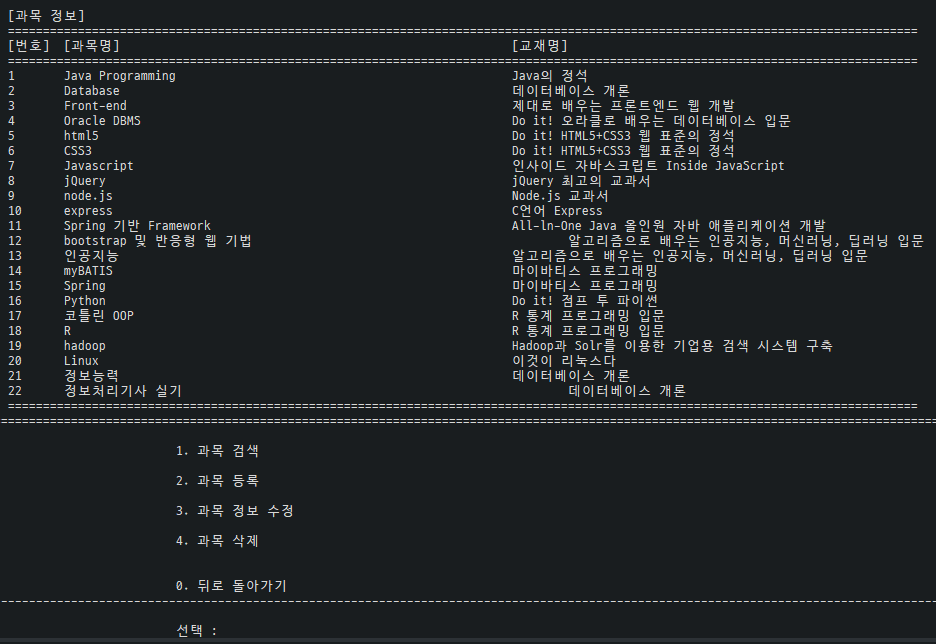 [과목 정보]
==================================================================================================================================
[번호] [과목명] [교재명]
==================================================================================================================================
1 Java Programming Java의 정석
2 Database 데이터베이스 개론
3 Front-end 제대로 배우는 프론트엔드 웹 개발
4 Oracle DBMS Do it! 오라클로 배우는 데이터베이스 입문
5 html5 Do it! HTML5+CSS3 웹 표준의 정석
6 CSS3 Do it! HTML5+CSS3 웹 표준의 정석
7 Javascript 인사이드 자바스크립트 Inside JavaScript
8 jQuery jQuery 최고의 교과서
9 node.js Node.js 교과서
10 express C언어 Express
11 Spring 기반 Framework All-ln-One Java 올인원 자바 애플리케이션 개발
12 bootstrap 및 반응형 웹 기법 알고리즘으로 배우는 인공지능, 머신러닝, 딥러닝 입문
13 인공지능 알고리즘으로 배우는 인공지능, 머신러닝, 딥러닝 입문
14 myBATIS 마이바티스 프로그래밍
15 Spring 마이바티스 프로그래밍
16 Python Do it! 점프 투 파이썬
17 코틀린 OOP R 통계 프로그래밍 입문
18 R R 통계 프로그래밍 입문
19 hadoop Hadoop과 Solr를 이용한 기업용 검색 시스템 구축
20 Linux 이것이 리눅스다
21 정보능력 데이터베이스 개론
22 정보처리기사 실기 데이터베이스 개론
==================================================================================================================================
======================================================================================================================================
1. 과목 검색
2. 과목 등록
3. 과목 정보 수정
4. 과목 삭제
0. 뒤로 돌아가기
--------------------------------------------------------------------------------------------------------------------------------------
선택 :